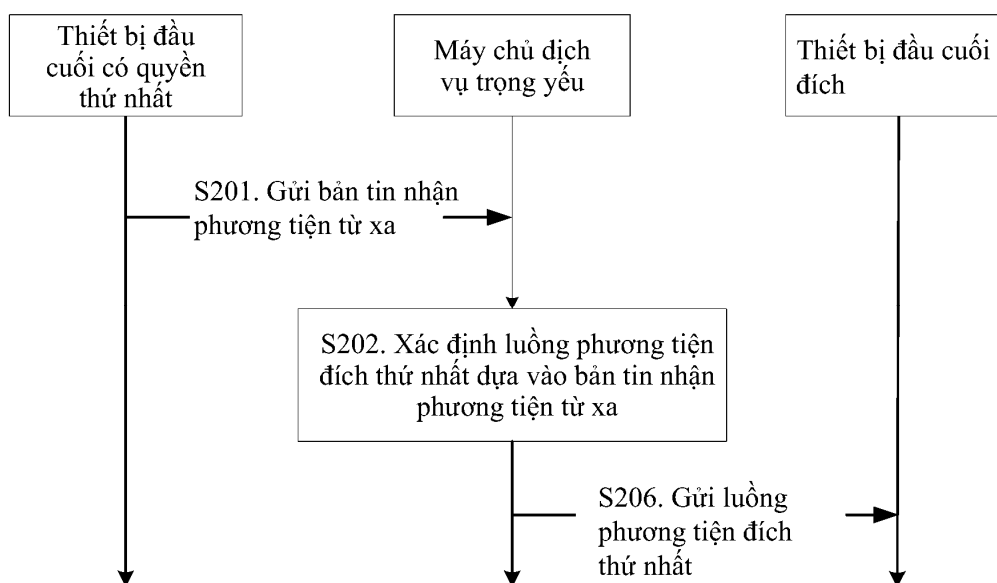 Thiết bị đầu
cuối có quyền
thứ nhất
Máy chủ dịch
vụ trọng yếu
Thiết bị đầu cuối
đích
S201. Gửi bản tin nhận
phương tiện từ xa
S202. Xác định luồng phương tiện
đích thứ nhất dựa vào bản tin nhận
phương tiện từ xa
S206. Gửi luồng
phương tiện đích
thứ nhất